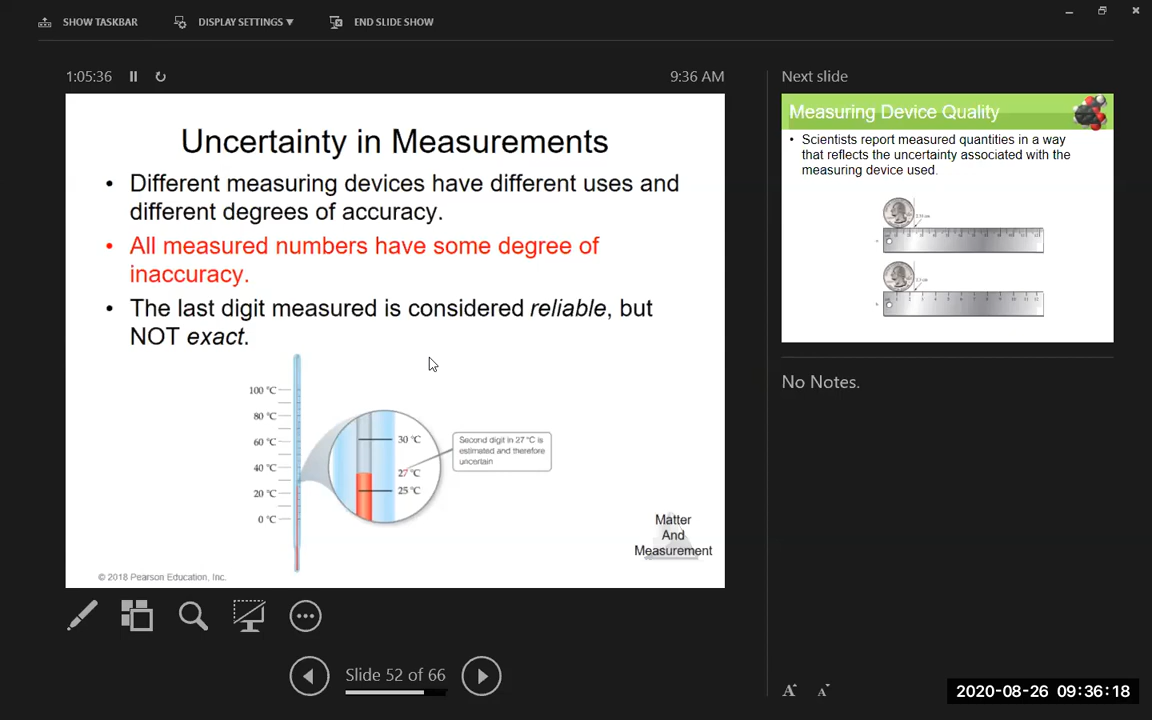 SHOW TASKBAR
DISPLAY SETTINGS ▼
END SLIDE SHOW
1:05:36
9:36 AM
Next slide
Uncertainty in Measurements
• Different measuring devices have different uses and
different degrees of accuracy.
• All measured numbers have some degree of
inaccuracy.
• The last digit measured is considered reliable, but
NOT exact.
100 °C
80 °C
60 °C
40 °C
20 °C
0 °C
30 °C
27 °C
25 °C
Second digit in 27 °C is
estimated and therefore
uncertain
Matter
And
Measurement
© 2018 Pearson Education, Inc.
Measuring Device Quality
• Scientists report measured quantities in a way
that reflects the uncertainty associated with the
measuring device used.
No Notes.
Slide 52 of 66
A A
2020-08-26 09:36:18